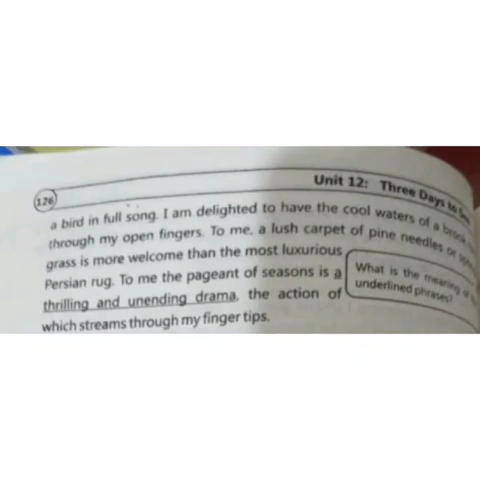 126
Unit 12: Three Days to See
a bird in full song. I am delighted to have the cool waters of a brook
through my open fingers. To me, a lush carpet of pine needles or
grass is more welcome than the most luxurious
Persian rug. To me the pageant of seasons is a
thrilling and unending drama, the action of
which streams through my finger tips.
What is the meaning of
underlined phrases?